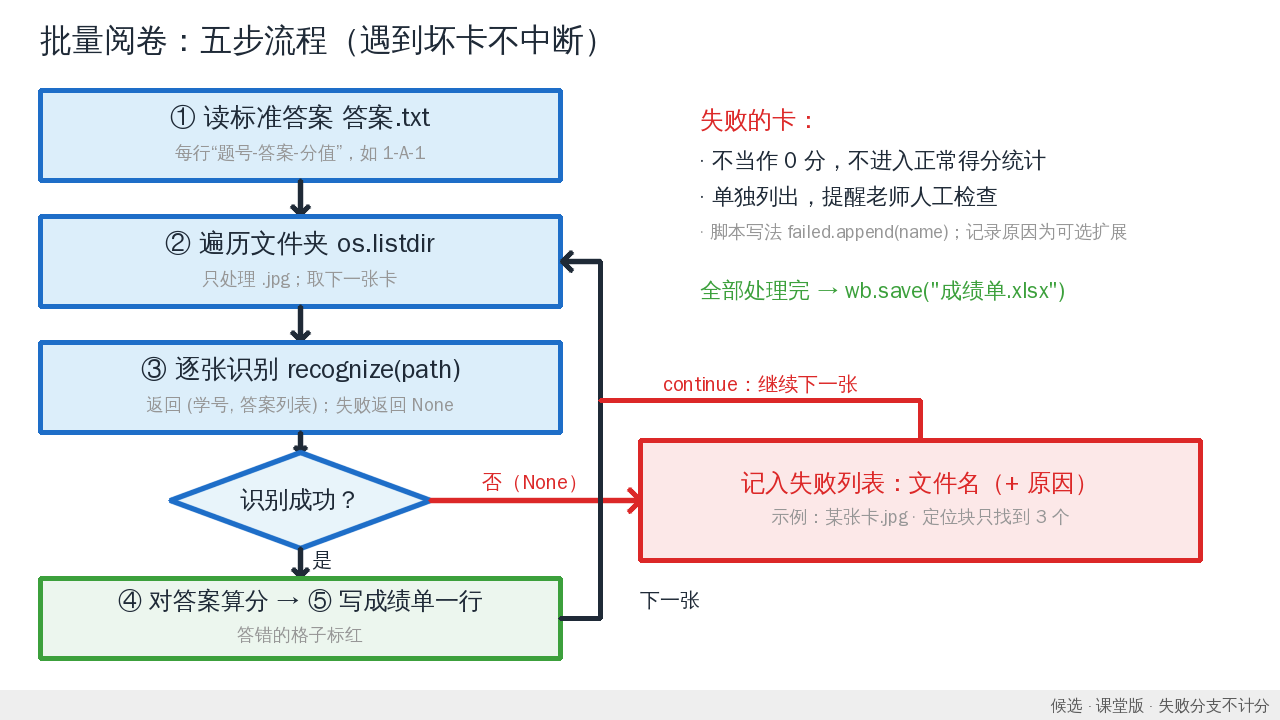 批量阅卷：五步流程（遇到坏卡不中断）
① 读标准答案 答案.txt
每行“题号-答案-分值”，如 1-A-1
② 遍历文件夹 os.listdir
只处理 .jpg；取下一张卡
③ 逐张识别 recognize(path)
返回 (学号, 答案列表)；失败返回 None
识别成功？
是
否（None）
④ 对答案算分 → ⑤ 写成绩单一行
答错的格子标红
失败的卡：
· 不当作 0 分，不进入正常得分统计
· 单独列出，提醒老师人工检查
· 脚本写法 failed.append(name)；记录原因为可选扩展
全部处理完 → wb.save("成绩单.xlsx")
continue：继续下一张
记入失败列表：文件名（+ 原因）
示例：某张卡.jpg · 定位块只找到 3 个
下一张
候选 · 课堂版 · 失败分支不计分